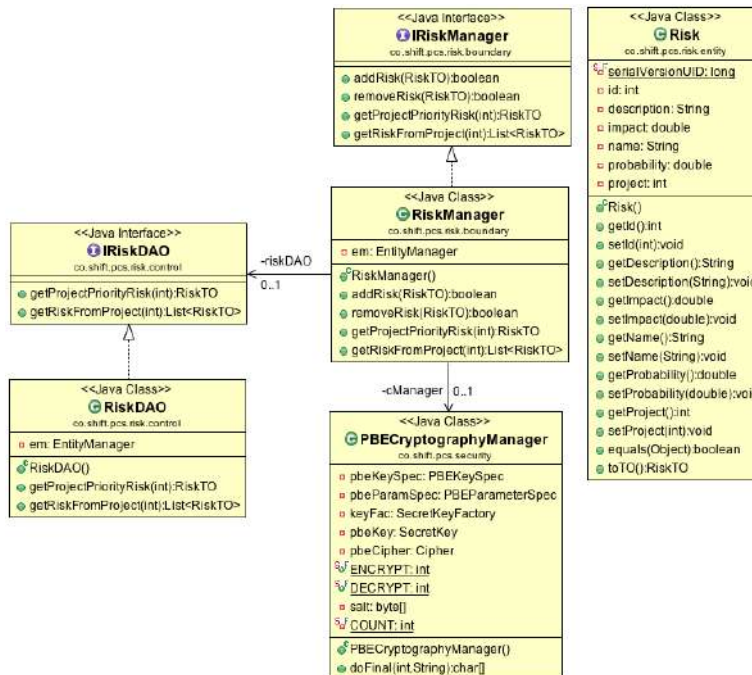 <<Java Interface>>
IRiskManager
co.shift.pcs.risk.boundary
addRisk(RiskTO):boolean
removeRisk(RiskTO):boolean
getProjectPriorityRisk(int):RiskTO
getRiskFromProject(int):List<RiskTO>
<<Java Class>>
Risk
co.shift.pcs.risk.entity
serialVersionUID: long
id: int
description: String
impact: double
name: String
probability: double
project: int
Risk()
getId():int
setId(int):void
getDescription():String
setDescription(String):void
getImpact():double
setImpact(double):void
getName():String
setName(String):void
getProbability():double
setProbability(double):voi
getProject():int
setProject(int):void
equals(Object):boolean
toTO():RiskTO
<<Java Class>>
RiskManager
co.shift.pcs.risk.boundary
em: EntityManager
RiskManager()
addRisk(RiskTO):boolean
removeRisk(RiskTO):boolean
getProjectPriorityRisk(int):RiskTO
getRiskFromProject(int):List<RiskTO>
-riskDAO
0..1
<<Java Interface>>
IRiskDAO
co.shift.pcs.risk.control
getProjectPriorityRisk(int):RiskTO
getRiskFromProject(int):List<RiskTO>
<<Java Class>>
RiskDAO
co.shift.pcs.risk.control
em: EntityManager
RiskDAO()
getProjectPriorityRisk(int):RiskTO
getRiskFromProject(int):List<RiskTO>
-cManager 0..1
<<Java Class>>
PBECryptographyManager
co.shift.pcs.security
pbeKeySpec: PBEKeySpec
pbeParamSpec: PBEParameterSpec
keyFac: SecretKeyFactory
pbeKey: SecretKey
pbeCipher: Cipher
ENCRYPT: int
DECRYPT: int
salt: byte[]
COUNT: int
PBECryptographyManager()
doFinal(int,String):char[]